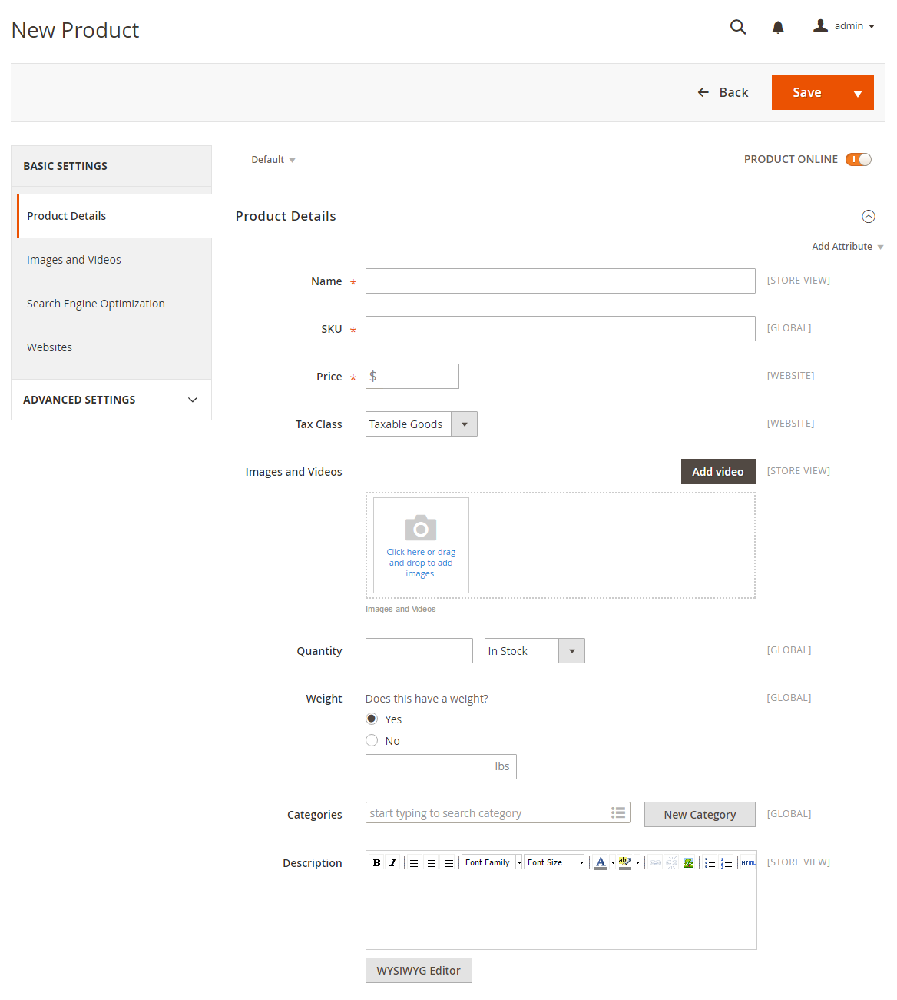 New Product
admin
Back
Save
BASIC SETTINGS
Product Details
Images and Videos
Search Engine Optimization
Websites
ADVANCED SETTINGS
Default
PRODUCT ONLINE
Product Details
Add Attribute
Name * [STORE VIEW]
SKU * [GLOBAL]
Price * $ [WEBSITE]
Tax Class Taxable Goods [WEBSITE]
Images and Videos Add video [STORE VIEW]
Click here or drag
and drop to add
images.
Images and Videos
Quantity In Stock [GLOBAL]
Weight Does this have a weight? [GLOBAL]
Yes
No
lbs
Categories start typing to search category New Category [GLOBAL]
Description B I Font Family Font Size A ab HTML [STORE VIEW]
WYSIWYG Editor